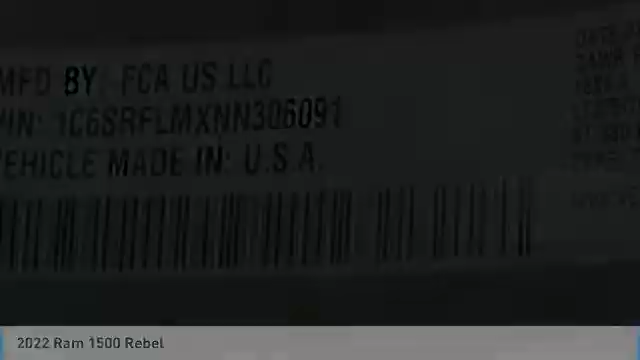 MFD BY: FCA US LLC
VIN: 1C6SRFLMXNN306091
VEHICLE MADE IN: U.S.A.
2022 Ram 1500 Rebel